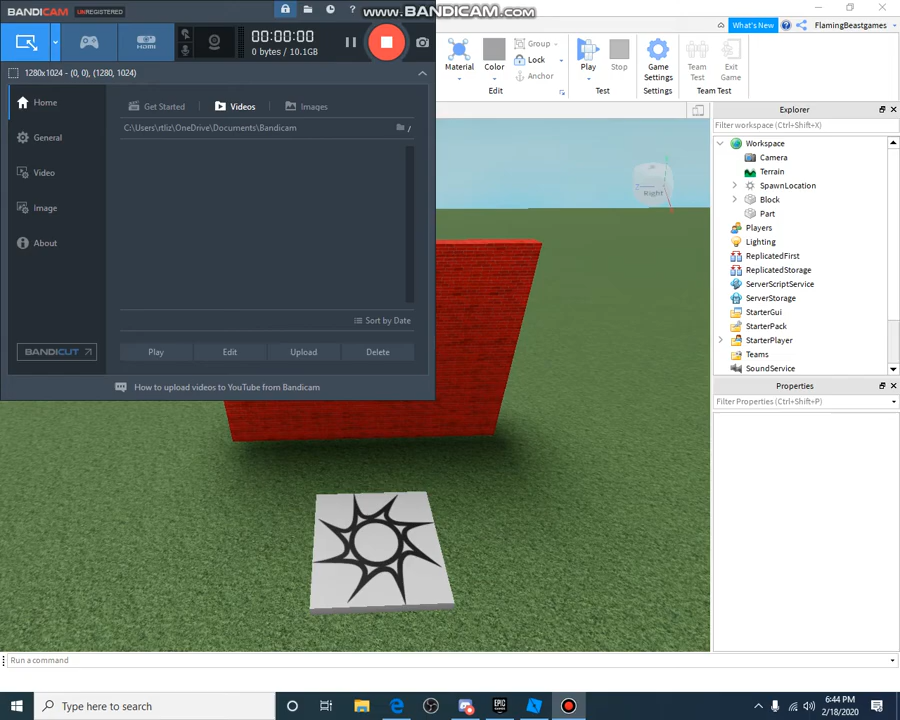 BANDICAM UNREGISTERED
www.BANDICAM.com
HDMI
00:00:00
0 bytes / 10.1GB
1280x1024 - (0, 0), (1280, 1024)
Home
General
Video
Image
About
BANDICUT
Get Started
Videos
Images
C:\Users\rtliz\OneDrive\Documents\Bandicam
Sort by Date
Play
Edit
Upload
Delete
How to upload videos to YouTube from Bandicam
What's New
FlamingBeastgames
Material
Color
Group
Lock
Anchor
Edit
Play
Stop
Test
Game
Settings
Settings
Team
Test
Exit
Game
Team Test
Right
Explorer
Filter workspace (Ctrl+Shift+X)
Workspace
Camera
Terrain
SpawnLocation
Block
Part
Players
Lighting
ReplicatedFirst
ReplicatedStorage
ServerScriptService
ServerStorage
StarterGui
StarterPack
StarterPlayer
Teams
SoundService
Properties
Filter Properties (Ctrl+Shift+P)
Run a command
Type here to search
EPIC
6:44 PM
2/18/2020